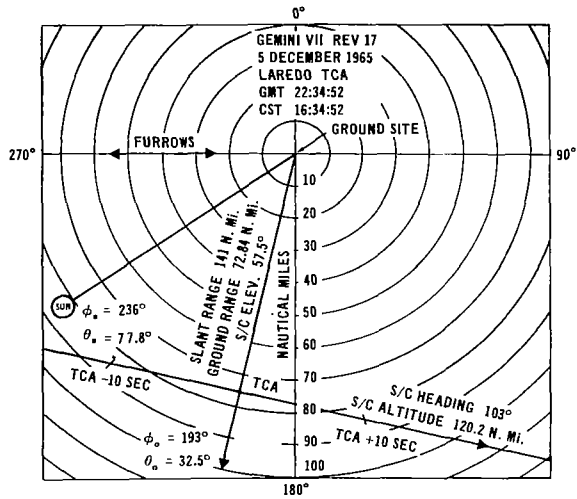 0°
GEMINI VII REV 17
5 DECEMBER 1965
LAREDO TCA
GMT 22:34:52
CST 16:34:52
GROUND SITE
FURROWS
270°
90°
10
20
30
40
50
60
70
80
90
100
NAUTICAL MILES
SLANT RANGE 141 N. Mi.
GROUND RANGE 72.84 N. Mi.
S/C ELEV. 57.5°
SUN
ϕₒ = 236°
θₒ = 77.8°
TCA -10 SEC
TCA
S/C HEADING 103°
S/C ALTITUDE 120.2 N. Mi.
TCA +10 SEC
ϕₒ = 193°
θₒ = 32.5°
180°